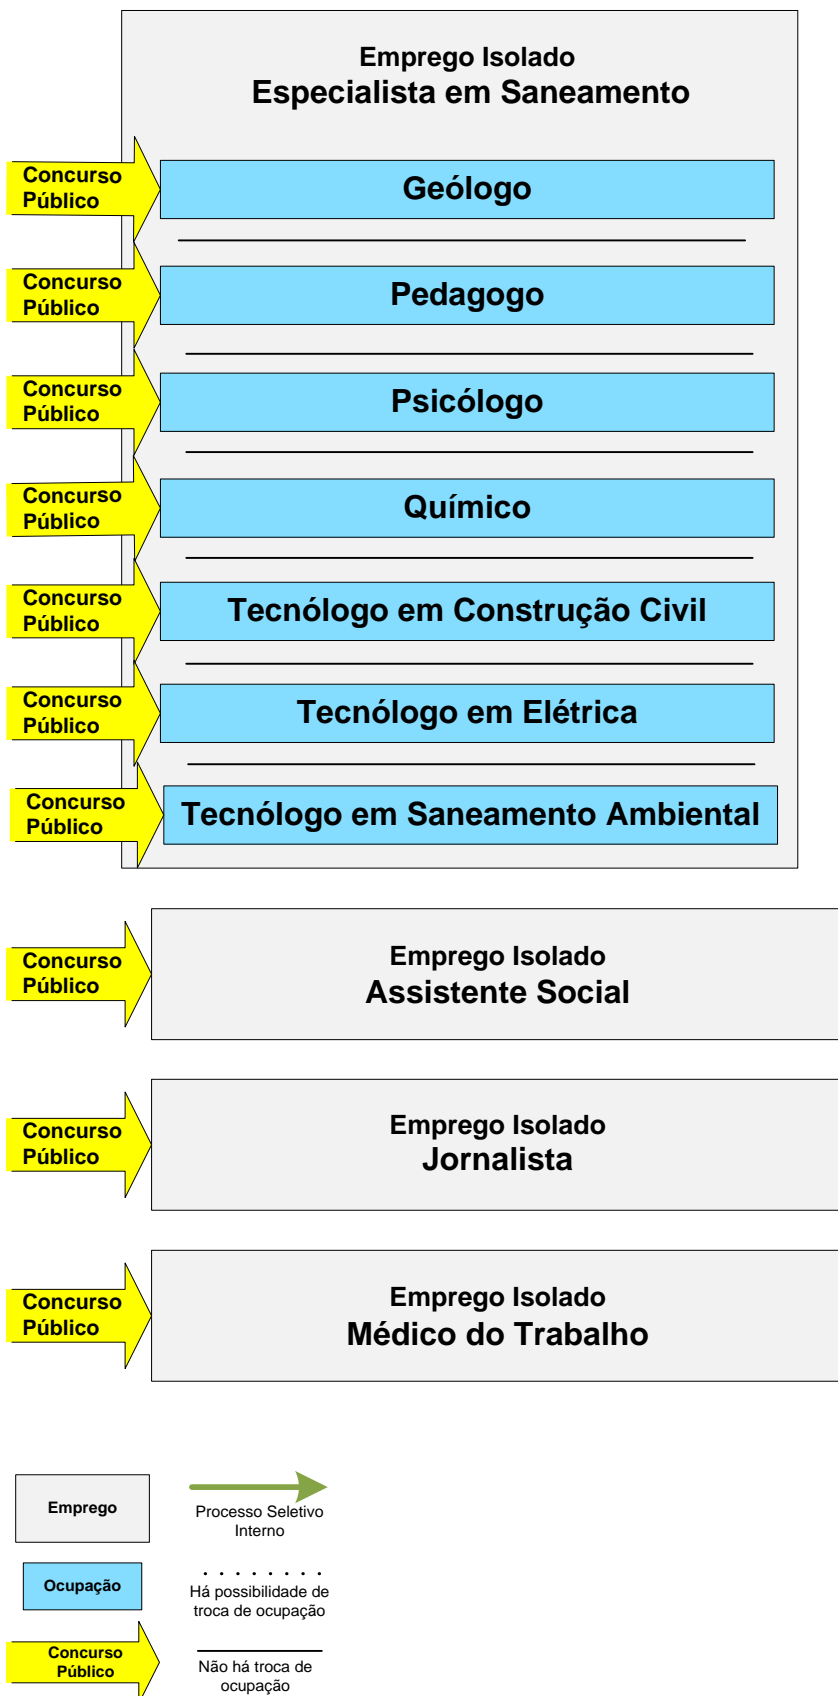 Emprego Isolado
Especialista em Saneamento
Concurso
Público
Geólogo
Concurso
Público
Pedagogo
Concurso
Público
Psicólogo
Concurso
Público
Químico
Concurso
Público
Tecnólogo em Construção Civil
Concurso
Público
Tecnólogo em Elétrica
Concurso
Público
Tecnólogo em Saneamento Ambiental
Concurso
Público
Emprego Isolado
Assistente Social
Concurso
Público
Emprego Isolado
Jornalista
Concurso
Público
Emprego Isolado
Médico do Trabalho
Emprego
Processo Seletivo
Interno
Ocupação
Há possibilidade de
troca de ocupação
Concurso
Público
Não há troca de
ocupação